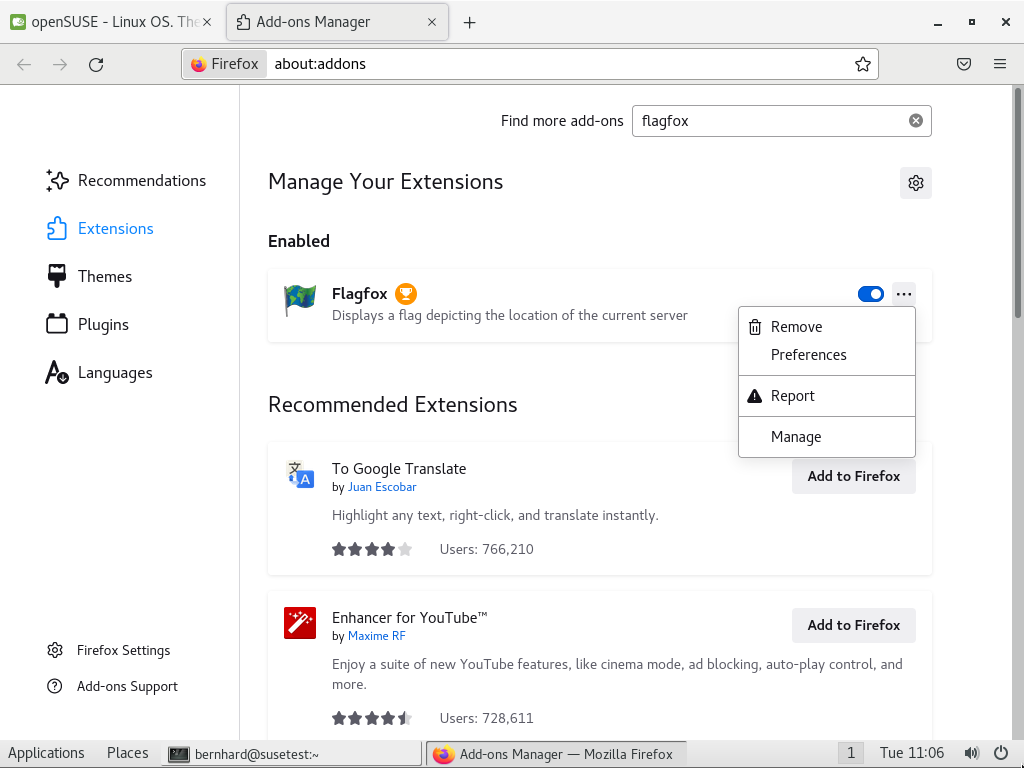 openSUSE - Linux OS. The
Add-ons Manager
Firefox
about:addons
Find more add-ons
flagfox
Recommendations
Extensions
Themes
Plugins
Languages
Firefox Settings
Add-ons Support
Manage Your Extensions
Enabled
Flagfox
Displays a flag depicting the location of the current server
Remove
Preferences
Report
Manage
Recommended Extensions
To Google Translate
by Juan Escobar
Add to Firefox
Highlight any text, right-click, and translate instantly.
Users: 766,210
Enhancer for YouTube™
by Maxime RF
Add to Firefox
Enjoy a suite of new YouTube features, like cinema mode, ad blocking, auto-play control, and
more.
Users: 728,611
Applications
Places
bernhard@susetest:~
Add-ons Manager — Mozilla Firefox
1
Tue 11:06